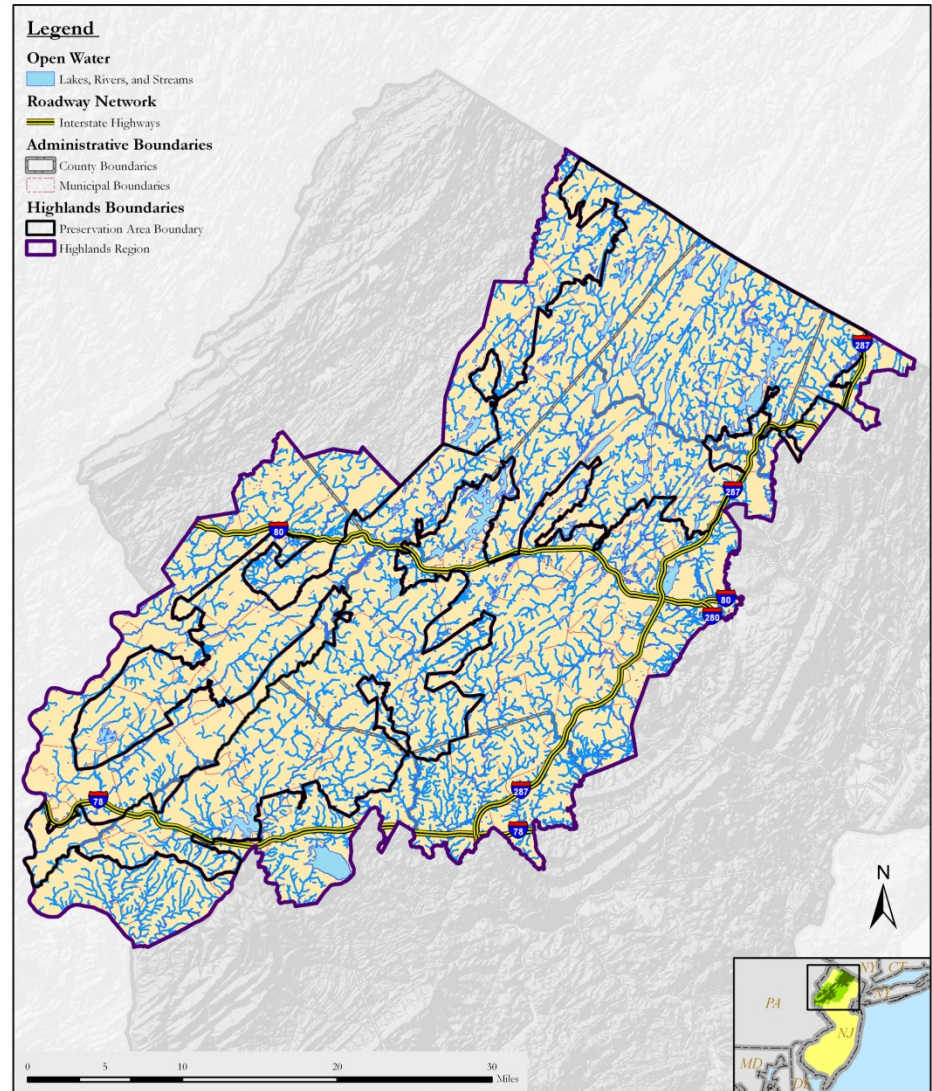 Legend
Open Water
Lakes, Rivers, and Streams
Roadway Network
Interstate Highways
Administrative Boundaries
County Boundaries
Municipal Boundaries
Highlands Boundaries
Preservation Area Boundary
Highlands Region
287
287
80
80
280
287
78
78
N
NY
CT
NY
PA
NJ
MD
DE
0 5 10 20 30
Miles